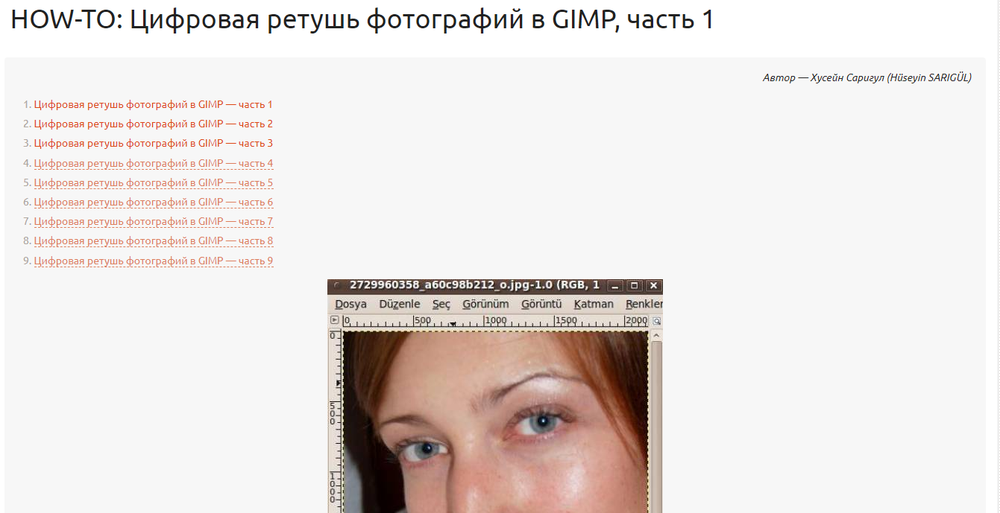 HOW-TO: Цифровая ретушь фотографий в GIMP, часть 1
Автор — Хусейн Саригул (Hüseyin SARIGÜL)
1. Цифровая ретушь фотографий в GIMP — часть 1
2. Цифровая ретушь фотографий в GIMP — часть 2
3. Цифровая ретушь фотографий в GIMP — часть 3
4. Цифровая ретушь фотографий в GIMP — часть 4
5. Цифровая ретушь фотографий в GIMP — часть 5
6. Цифровая ретушь фотографий в GIMP — часть 6
7. Цифровая ретушь фотографий в GIMP — часть 7
8. Цифровая ретушь фотографий в GIMP — часть 8
9. Цифровая ретушь фотографий в GIMP — часть 9
2729960358_a60c98b212_o.jpg-1.0 (RGB, 1
Dosya Düzenle Seç Görünüm Görüntü Katman Renkler
0 500 1000 1500 2000
0
500
1000